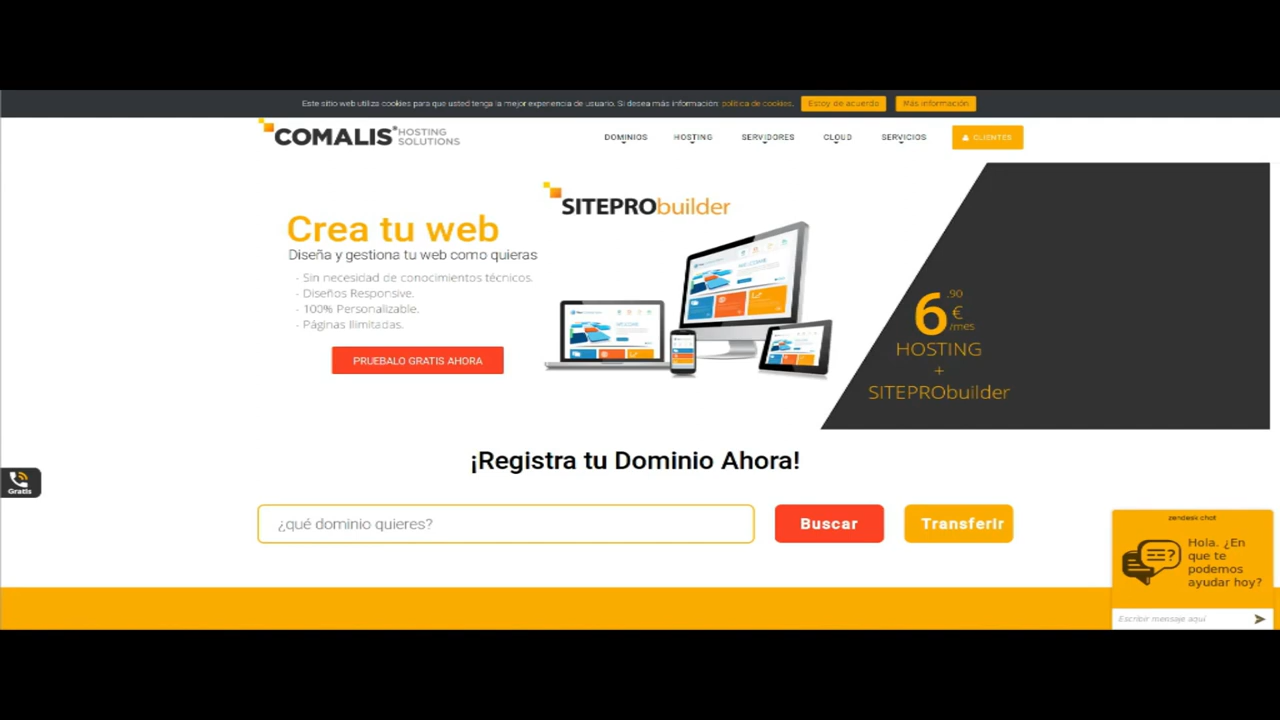 Este sitio web utiliza cookies para que usted tenga la mejor experiencia de usuario. Si desea más información política de cookies.
Estoy de acuerdo
Más información
COMALIS® HOSTING SOLUTIONS
DOMINIOS
HOSTING
SERVIDORES
CLOUD
SERVICIOS
CLIENTES
SITEPRObuilder
Crea tu web
Diseña y gestiona tu web como quieras
- Sin necesidad de conocimientos técnicos.
- Diseños Responsive.
- 100% Personalizable.
- Páginas Ilimitadas.
PRUEBALO GRATIS AHORA
WELCOME
6.90 €/mes
HOSTING
+
SITEPRObuilder
¡Registra tu Dominio Ahora!
Gratis
¿qué dominio quieres?
Buscar
Transferir
zendesk chat
Hola. ¿En
que te
podemos
ayudar hoy?
Escribir mensaje aquí